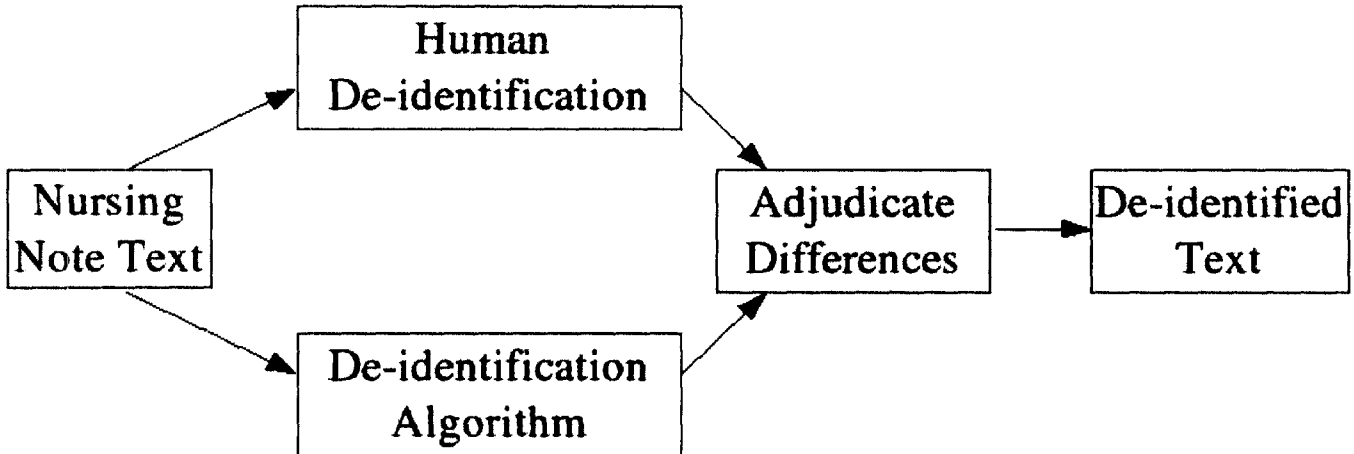 Human
De-identification
Nursing
Note Text
Adjudicate
Differences
De-identified
Text
De-identification
Algorithm